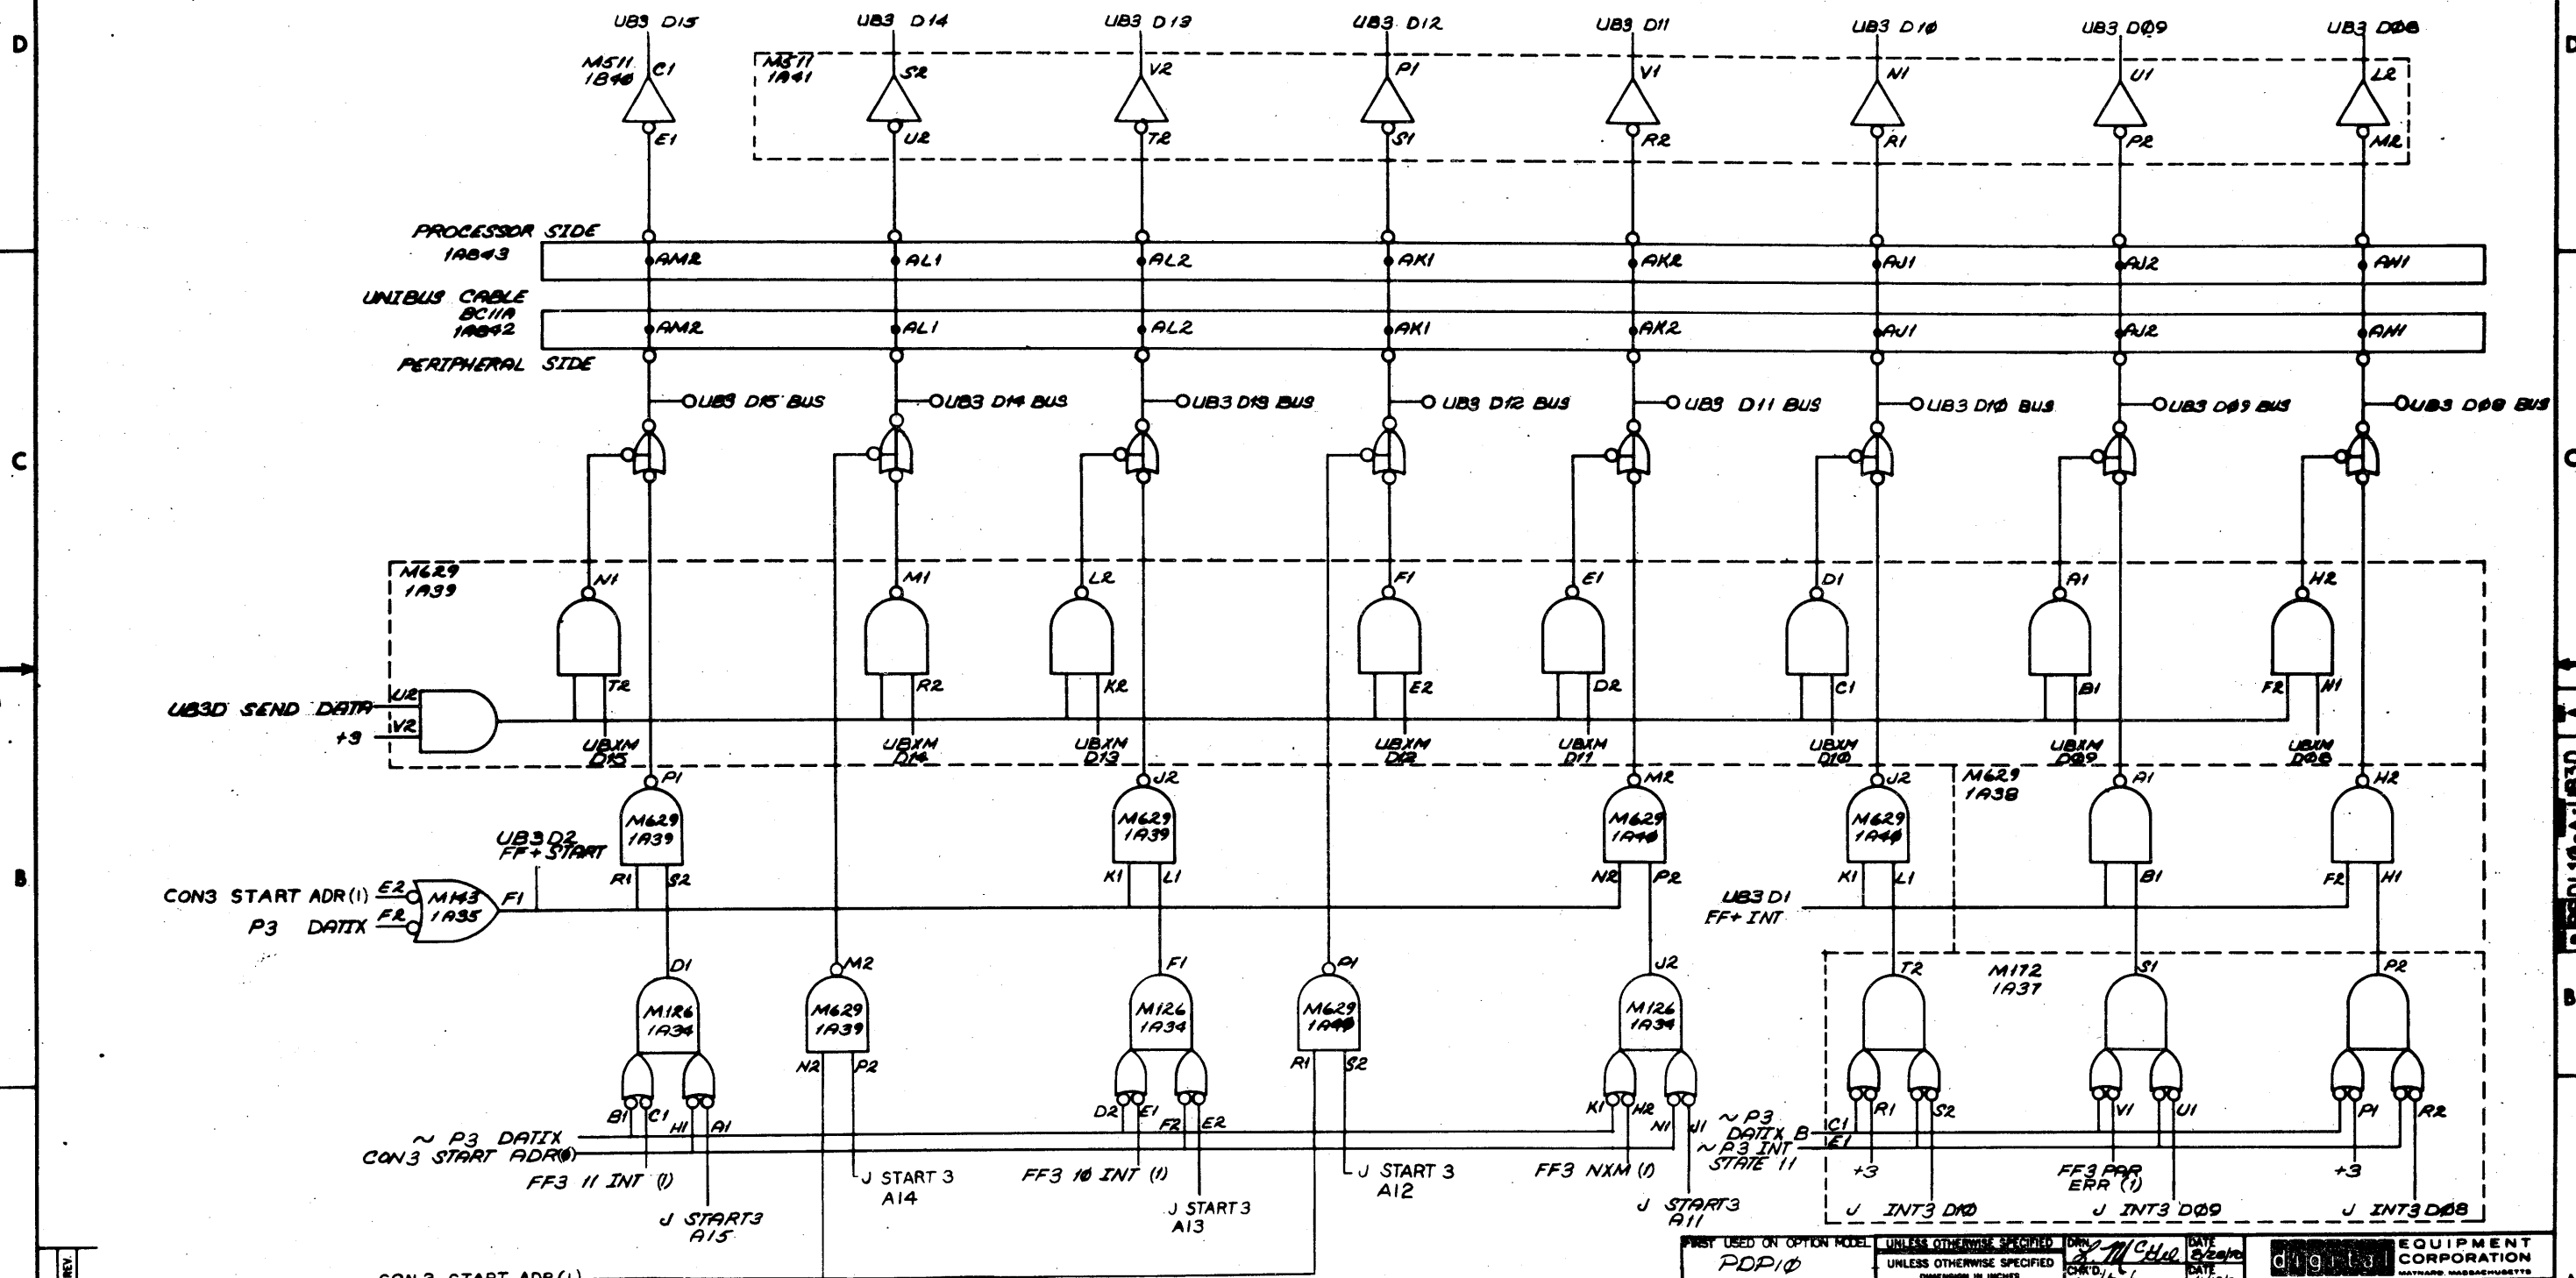 UB3 D15 UB3 D14 UB3 D13 UB3 D12 UB3 D11 UB3 D10 UB3 D09 UB3 D08
D D
M511 1B40 C1
M511 1A41 S2 V2 P1 V1 N1 U1 L2
E1 U2 T2 S1 R2 R1 P2 M2
PROCESSOR SIDE
1AB43
AM2 AL1 AL2 AK1 AK2 AJ1 AJ2 AH1
UNIBUS CABLE
BC11A
1AB42
AM2 AL1 AL2 AK1 AK2 AJ1 AJ2 AH1
PERIPHERAL SIDE
UB3 D15 BUS UB3 D14 BUS UB3 D13 BUS UB3 D12 BUS UB3 D11 BUS UB3 D10 BUS UB3 D09 BUS UB3 D08 BUS
C C
M629
1A39
N1 M1 L2 F1 E1 D1 A1 H2
T2 R2 K2 E2 D2 C1 B1 F2 H1
UB3D SEND DATA U2
+3 V2
UBXM D15 UBXM D14 UBXM D13 UBXM D12 UBXM D11 UBXM D10 UBXM D09 UBXM D08
P1 J2 M2 J2 A1 H2
M629 1A39 M629 1A39 M629 1A40 M629 1A40 M629 1A38
UB3 D2
FF+START
R1 S2 K1 L1 N2 P2 K1 L1 B1 F2 H1
B
CON3 START ADR(1) E2
P3 DATIX F2
M143 1A35 F1
UB3 D1
FF+ INT
D1 M2 F1 P1 J2 T2 S1 P2
M172
1A37
M126 1A34 M629 1A39 M126 1A34 M629 1A40 M126 1A34
B
N2 P2 R1 S2
B1 C1 H1 A1 D2 E1 F2 E2 K1 H2 N1 J1 R1 S2 V1 U1 P1 R2
~ P3 DATIX
CON3 START ADR(0)
~ P3
DATIX B C1
~ P3 INT E1
STATE 11
FF3 11 INT (1) J START 3 A14 FF3 10 INT (1) J START 3 A12 FF3 NXM (1) +3 FF3 PAR ERR (1) +3
J START3 A15 J START 3 A13 J START3 A11 J INT3 D10 J INT3 D09 J INT3 D08
REV.
CON 3 START ADR(1)
FIRST USED ON OPTION MODEL
PDP10
UNLESS OTHERWISE SPECIFIED
UNLESS OTHERWISE SPECIFIED
DIMENSION IN INCHES
DRN.
DATE
CHK'D
DATE
digital EQUIPMENT
CORPORATION
MAYNARD, MASSACHUSETTS